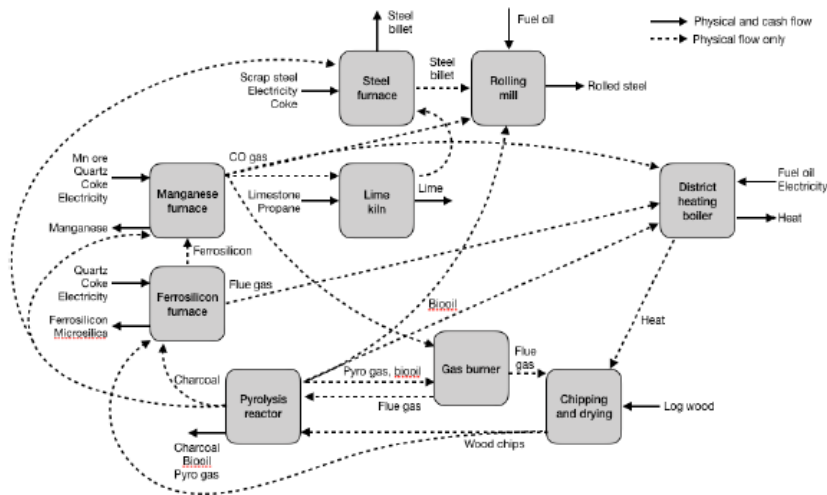 Steel
billet
Fuel oil
Physical and cash flow
Physical flow only
Scrap steel
Electricity
Coke
Steel
furnace
Steel
billet
Rolling
mill
Rolled steel
Mn ore
Quartz
Coke
Electricity
CO gas
Manganese
furnace
Limestone
Propane
Lime
kiln
Lime
District
heating
boiler
Fuel oil
Electricity
Heat
Manganese
Ferrosilicon
Quartz
Coke
Electricity
Flue gas
Ferrosilicon
furnace
Ferrosilicon
Microsilica
Biooil
Heat
Charcoal
Pyrolysis
reactor
Pyro gas, biooil
Flue gas
Gas burner
Flue
gas
Chipping
and drying
Log wood
Wood chips
Charcoal
Biooil
Pyro gas